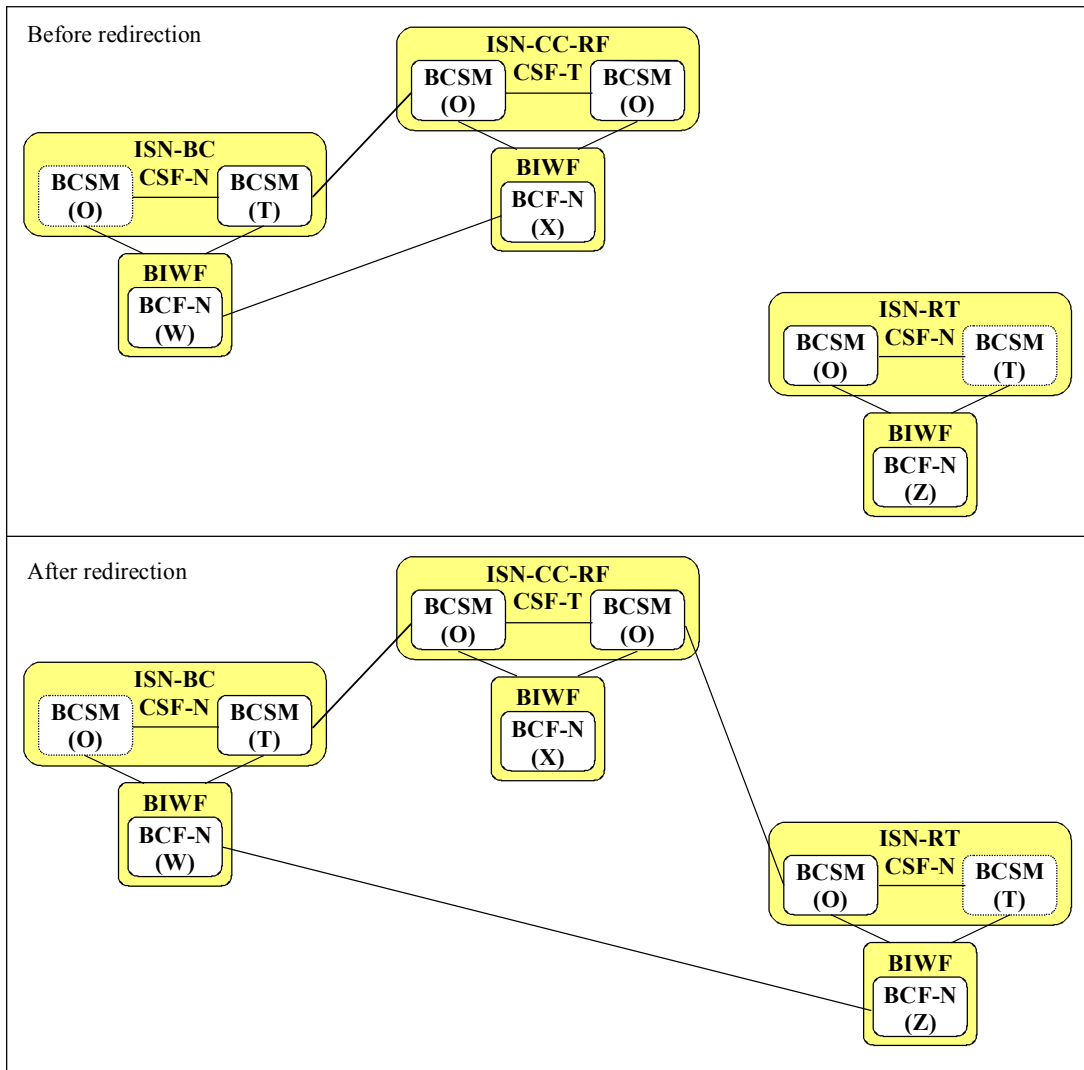 Before redirection
ISN-CC-RF
CSF-T
BCSM
(O)
BCSM
(O)
BIWF
BCF-N
(X)
ISN-BC
CSF-N
BCSM
(O)
BCSM
(T)
BIWF
BCF-N
(W)
ISN-RT
CSF-N
BCSM
(O)
BCSM
(T)
BIWF
BCF-N
(Z)
After redirection
ISN-CC-RF
CSF-T
BCSM
(O)
BCSM
(O)
BIWF
BCF-N
(X)
ISN-BC
CSF-N
BCSM
(O)
BCSM
(T)
BIWF
BCF-N
(W)
ISN-RT
CSF-N
BCSM
(O)
BCSM
(T)
BIWF
BCF-N
(Z)